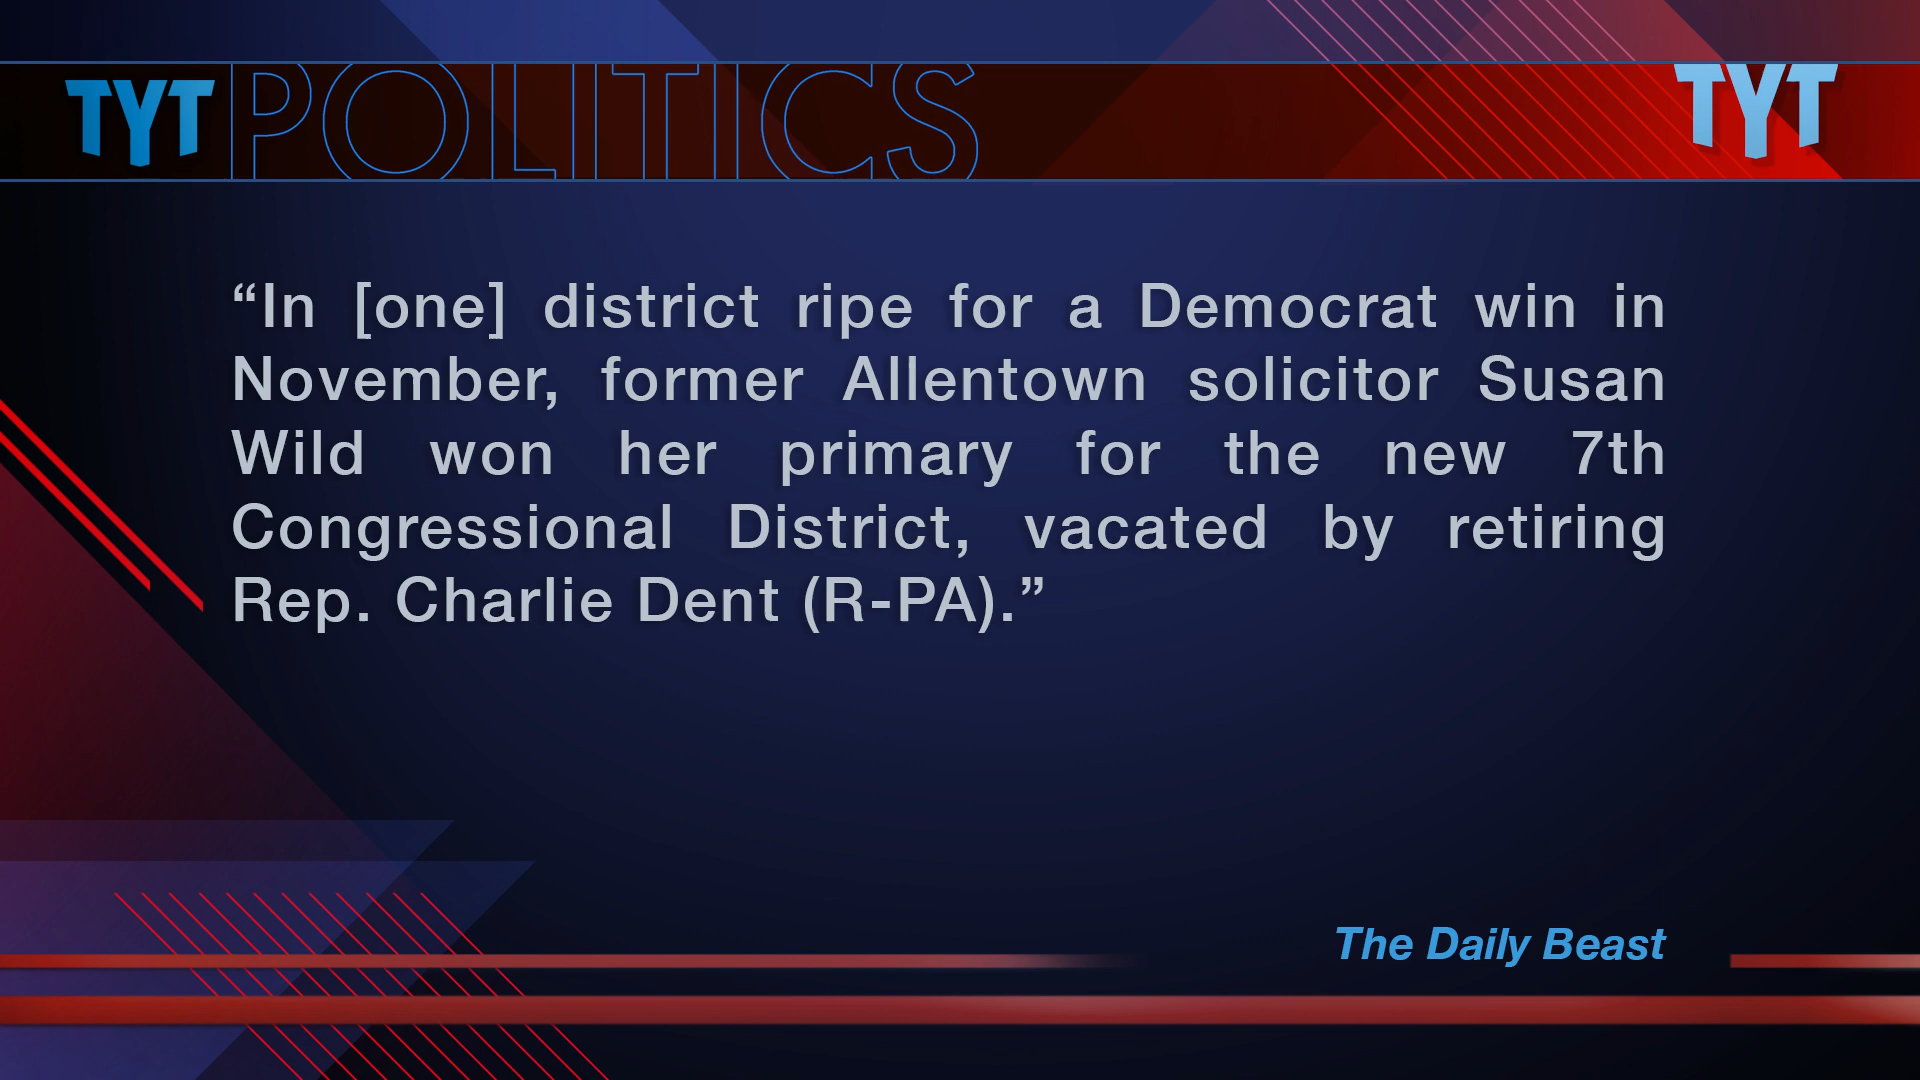 TYT POLITICS
TYT
“In [one] district ripe for a Democrat win in
November, former Allentown solicitor Susan
Wild won her primary for the new 7th
Congressional District, vacated by retiring
Rep. Charlie Dent (R-PA).”
The Daily Beast